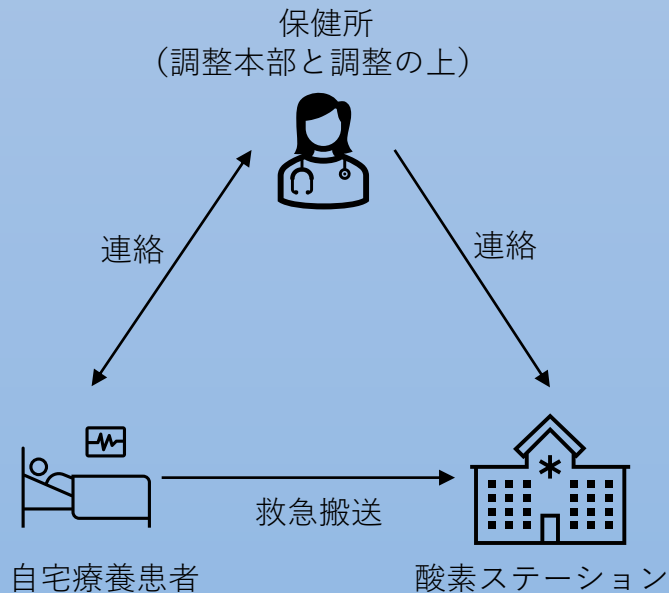 保健所
（調整本部と調整の上）
連絡
連絡
救急搬送
自宅療養患者
酸素ステーション